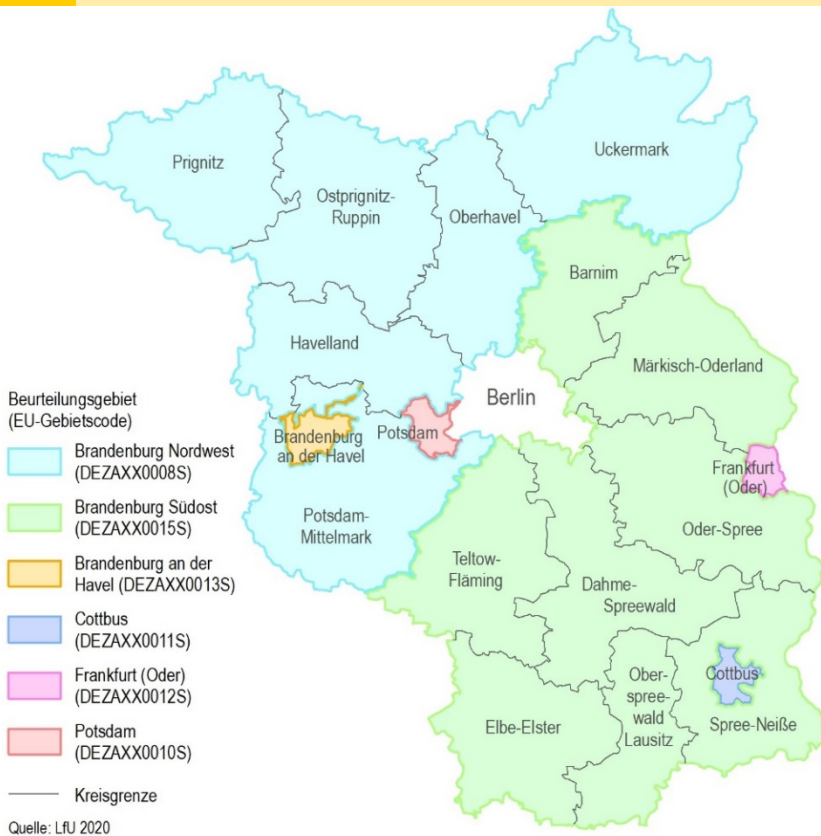 Prignitz
Uckermark
Ostprignitz-
Ruppin
Oberhavel
Barnim
Havelland
Märkisch-Oderland
Berlin
Brandenburg
an der Havel
Potsdam
Frankfurt
(Oder)
Potsdam-
Mittelmark
Oder-Spree
Teltow-
Fläming
Dahme-
Spreewald
Ober-
spree-
wald
Lausitz
Cottbus
Elbe-Elster
Spree-Neiße
Beurteilungsgebiet
(EU-Gebietscode)
Brandenburg Nordwest
(DEZAXX0008S)
Brandenburg Südost
(DEZAXX0015S)
Brandenburg an der
Havel (DEZAXX0013S)
Cottbus
(DEZAXX0011S)
Frankfurt (Oder)
(DEZAXX0012S)
Potsdam
(DEZAXX0010S)
Kreisgrenze
Quelle: LfU 2020